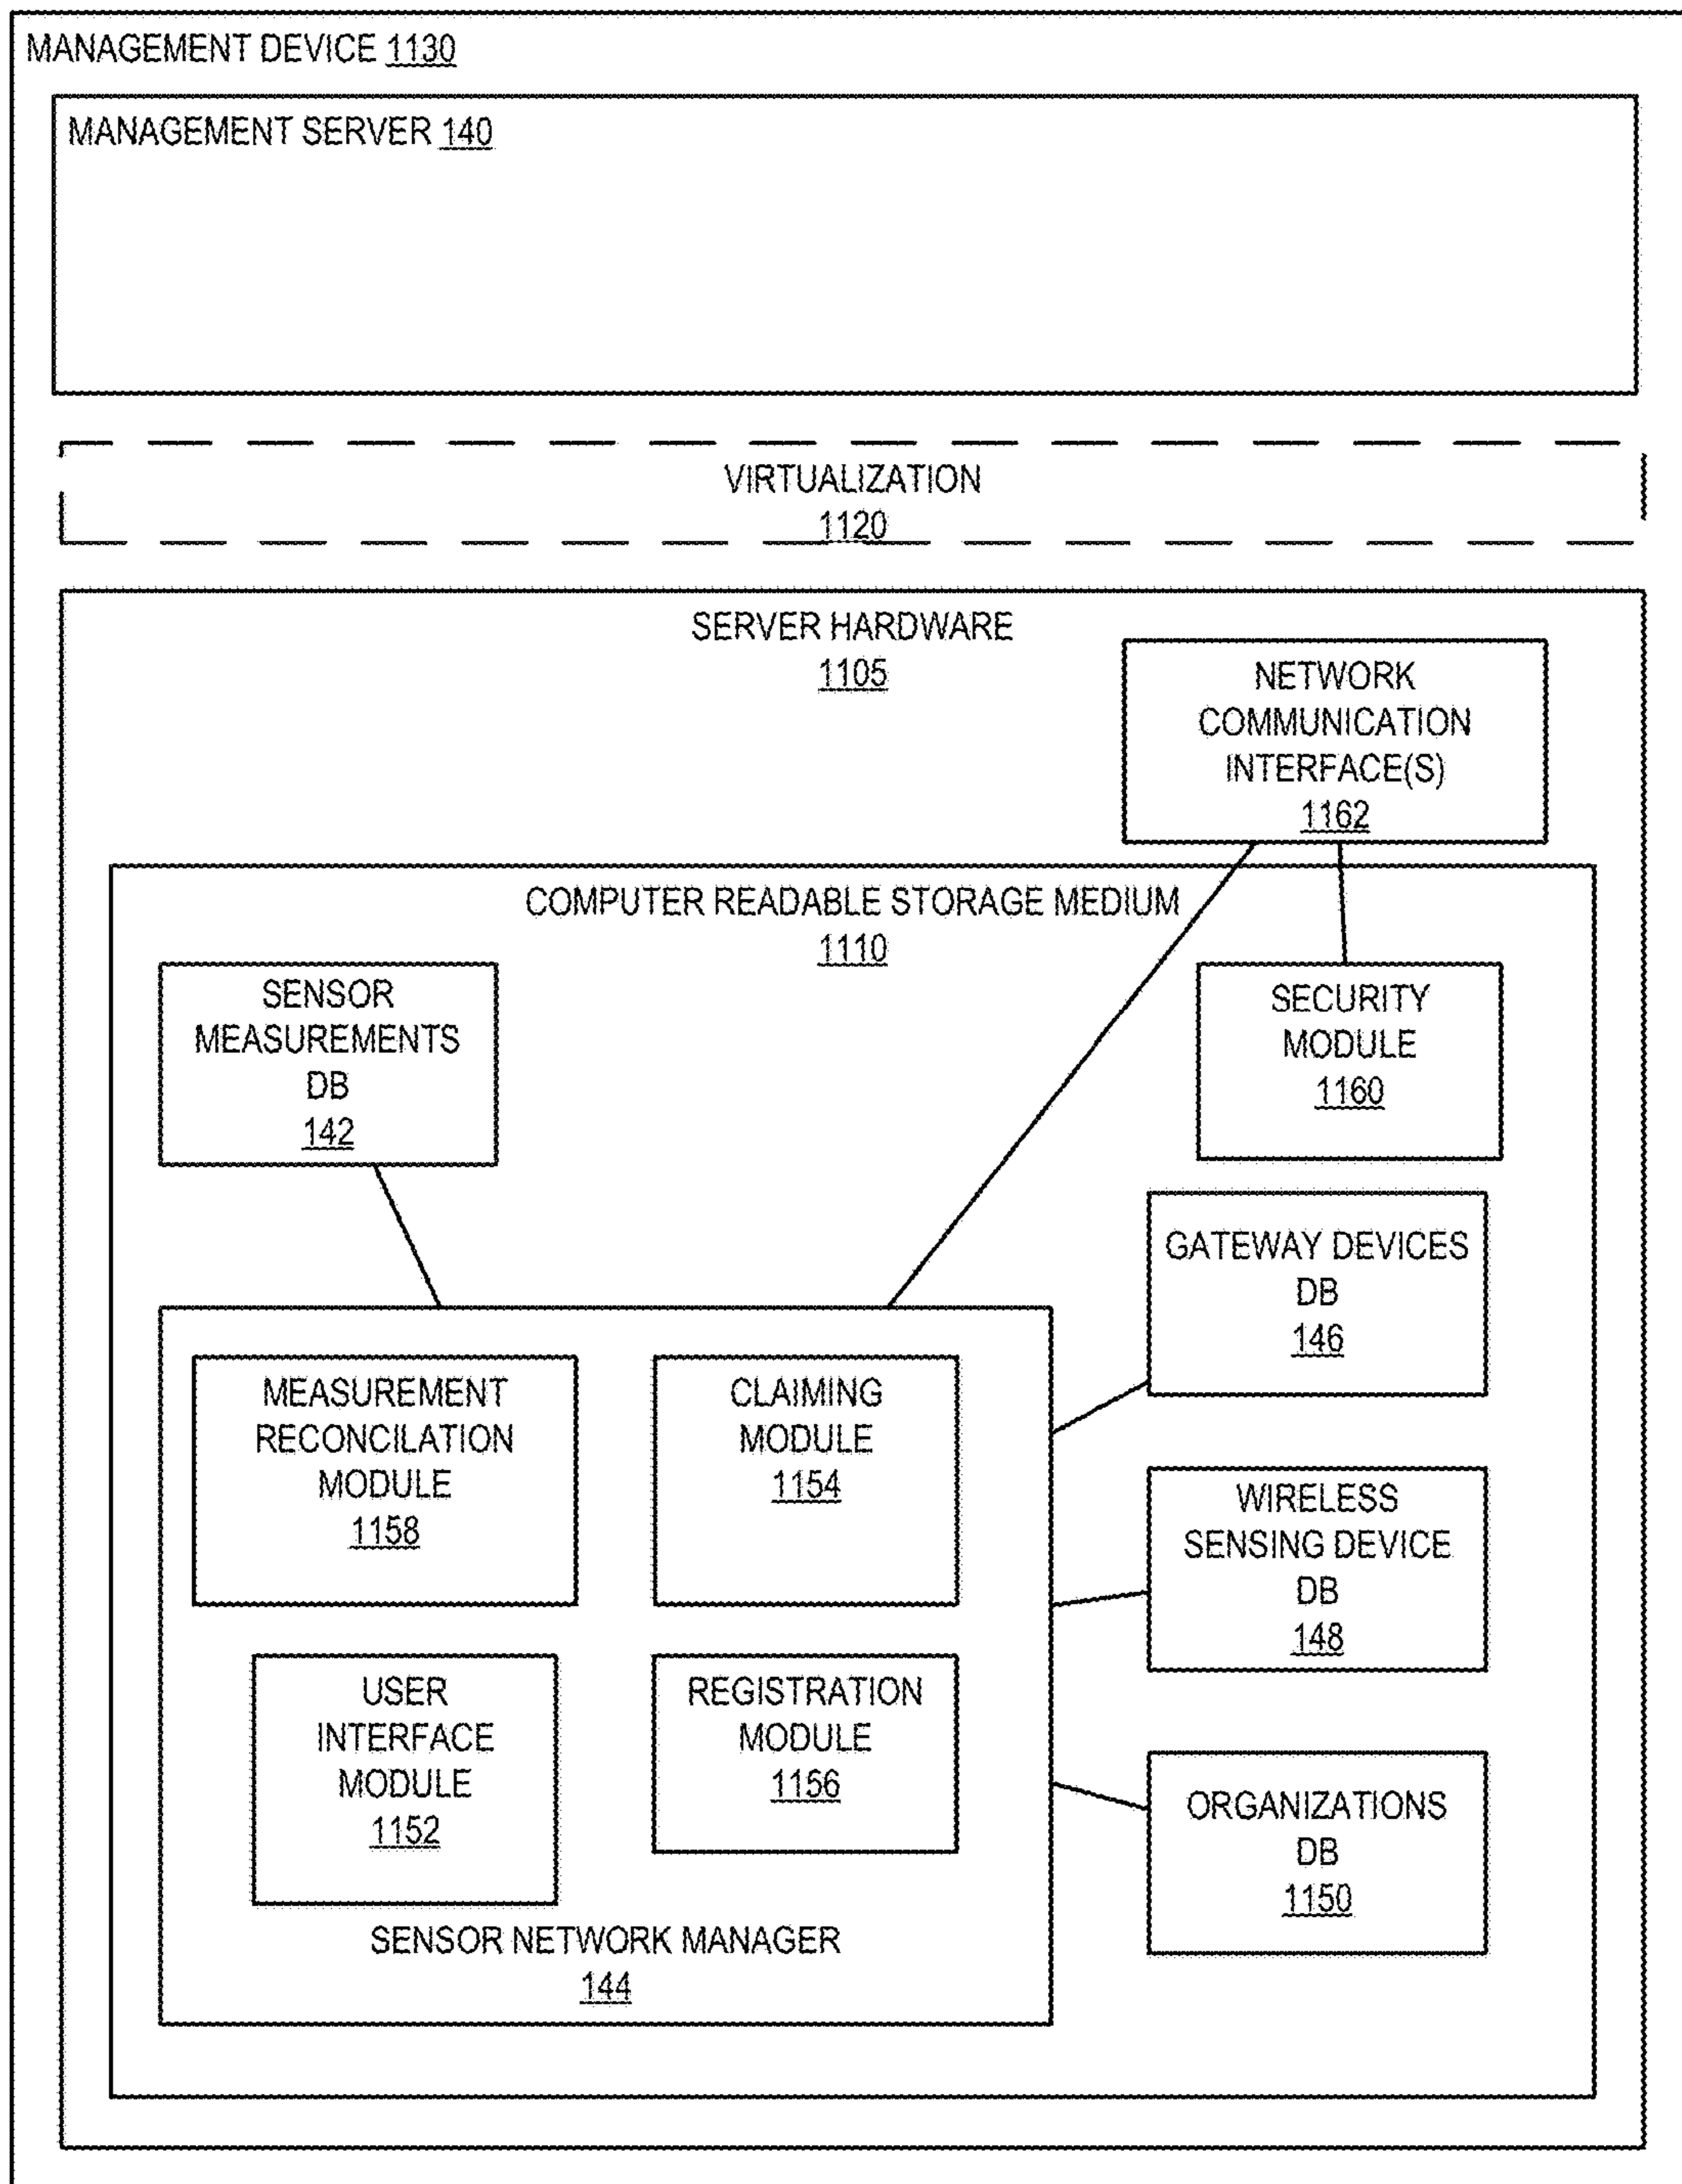 MANAGEMENT DEVICE 1130
MANAGEMENT SERVER 140
VIRTUALIZATION
1120
SERVER HARDWARE
1105
NETWORK
COMMUNICATION
INTERFACE(S)
1162
COMPUTER READABLE STORAGE MEDIUM
1110
SENSOR
MEASUREMENTS
DB
142
SECURITY
MODULE
1160
GATEWAY DEVICES
DB
146
MEASUREMENT
RECONCILATION
MODULE
1158
CLAIMING
MODULE
1154
WIRELESS
SENSING DEVICE
DB
148
USER
INTERFACE
MODULE
1152
REGISTRATION
MODULE
1156
ORGANIZATIONS
DB
1150
SENSOR NETWORK MANAGER
144